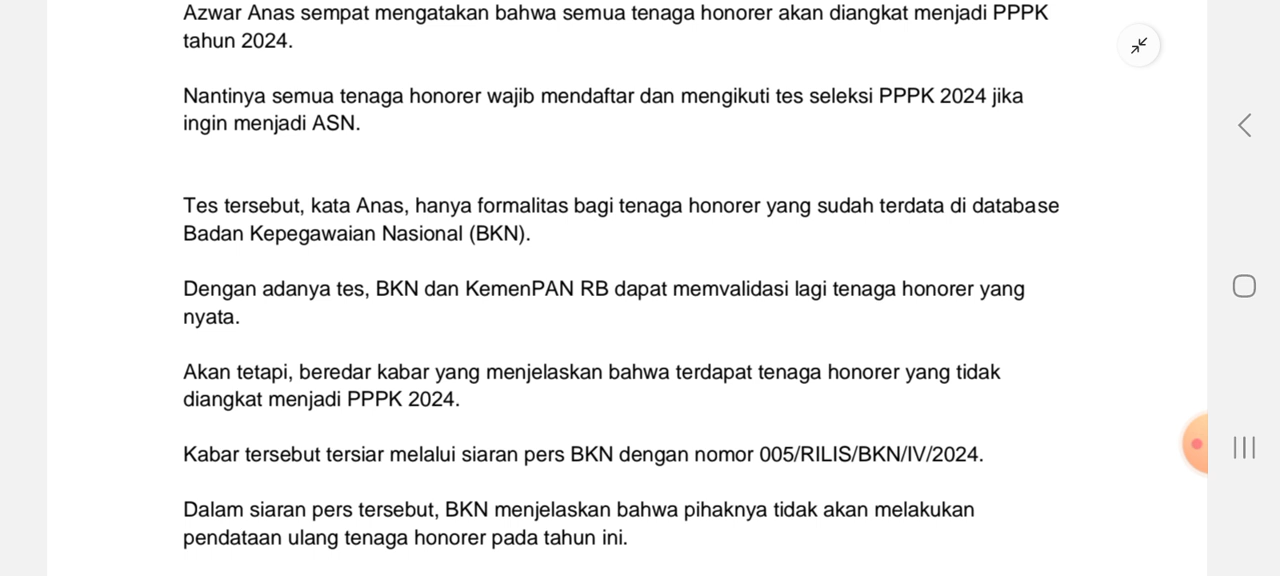 Azwar Anas sempat mengatakan bahwa semua tenaga honorer akan diangkat menjadi PPPK
tahun 2024.
Nantinya semua tenaga honorer wajib mendaftar dan mengikuti tes seleksi PPPK 2024 jika
ingin menjadi ASN.
Tes tersebut, kata Anas, hanya formalitas bagi tenaga honorer yang sudah terdata di database
Badan Kepegawaian Nasional (BKN).
Dengan adanya tes, BKN dan KemenPAN RB dapat memvalidasi lagi tenaga honorer yang
nyata.
Akan tetapi, beredar kabar yang menjelaskan bahwa terdapat tenaga honorer yang tidak
diangkat menjadi PPPK 2024.
Kabar tersebut tersiar melalui siaran pers BKN dengan nomor 005/RILIS/BKN/IV/2024.
Dalam siaran pers tersebut, BKN menjelaskan bahwa pihaknya tidak akan melakukan
pendataan ulang tenaga honorer pada tahun ini.